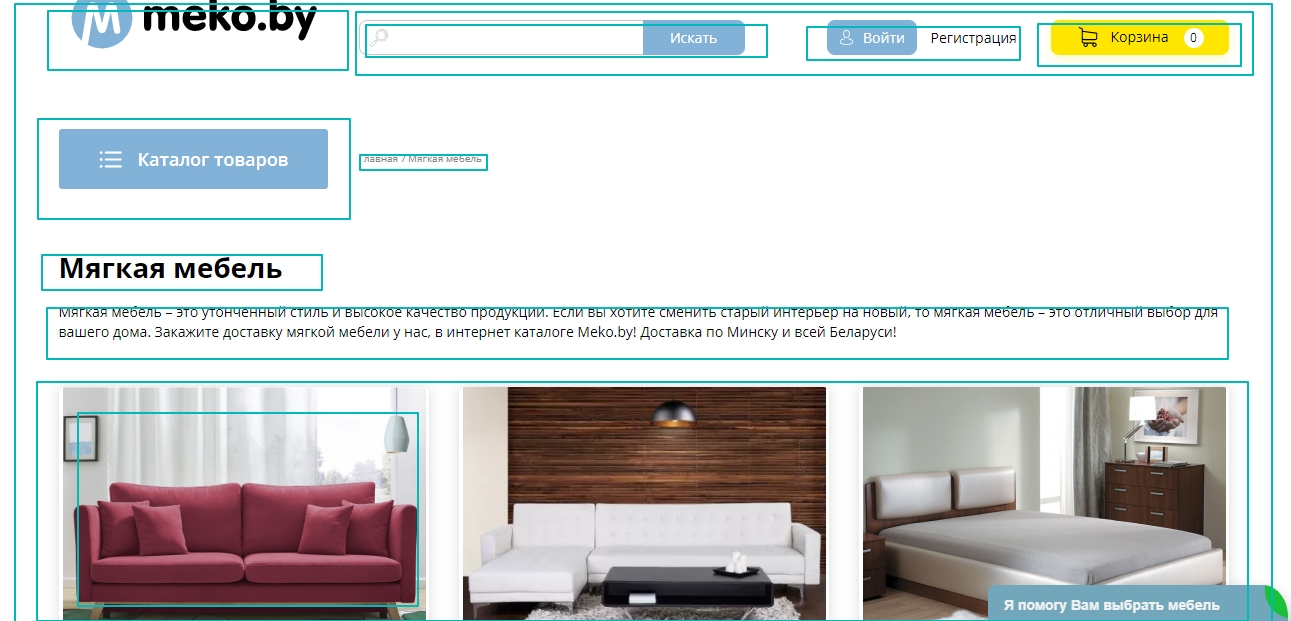 meko.by
Искать
Войти
Регистрация
Корзина 0
Каталог товаров
лавная / Мягкая мебель
Мягкая мебель
Мягкая мебель – это утонченный стиль и высокое качество продукции. Если вы хотите сменить старый интерьер на новый, то мягкая мебель – это отличный выбор для
вашего дома. Закажите доставку мягкой мебели у нас, в интернет каталоге Meko.by! Доставка по Минску и всей Беларуси!
Я помогу Вам выбрать мебель